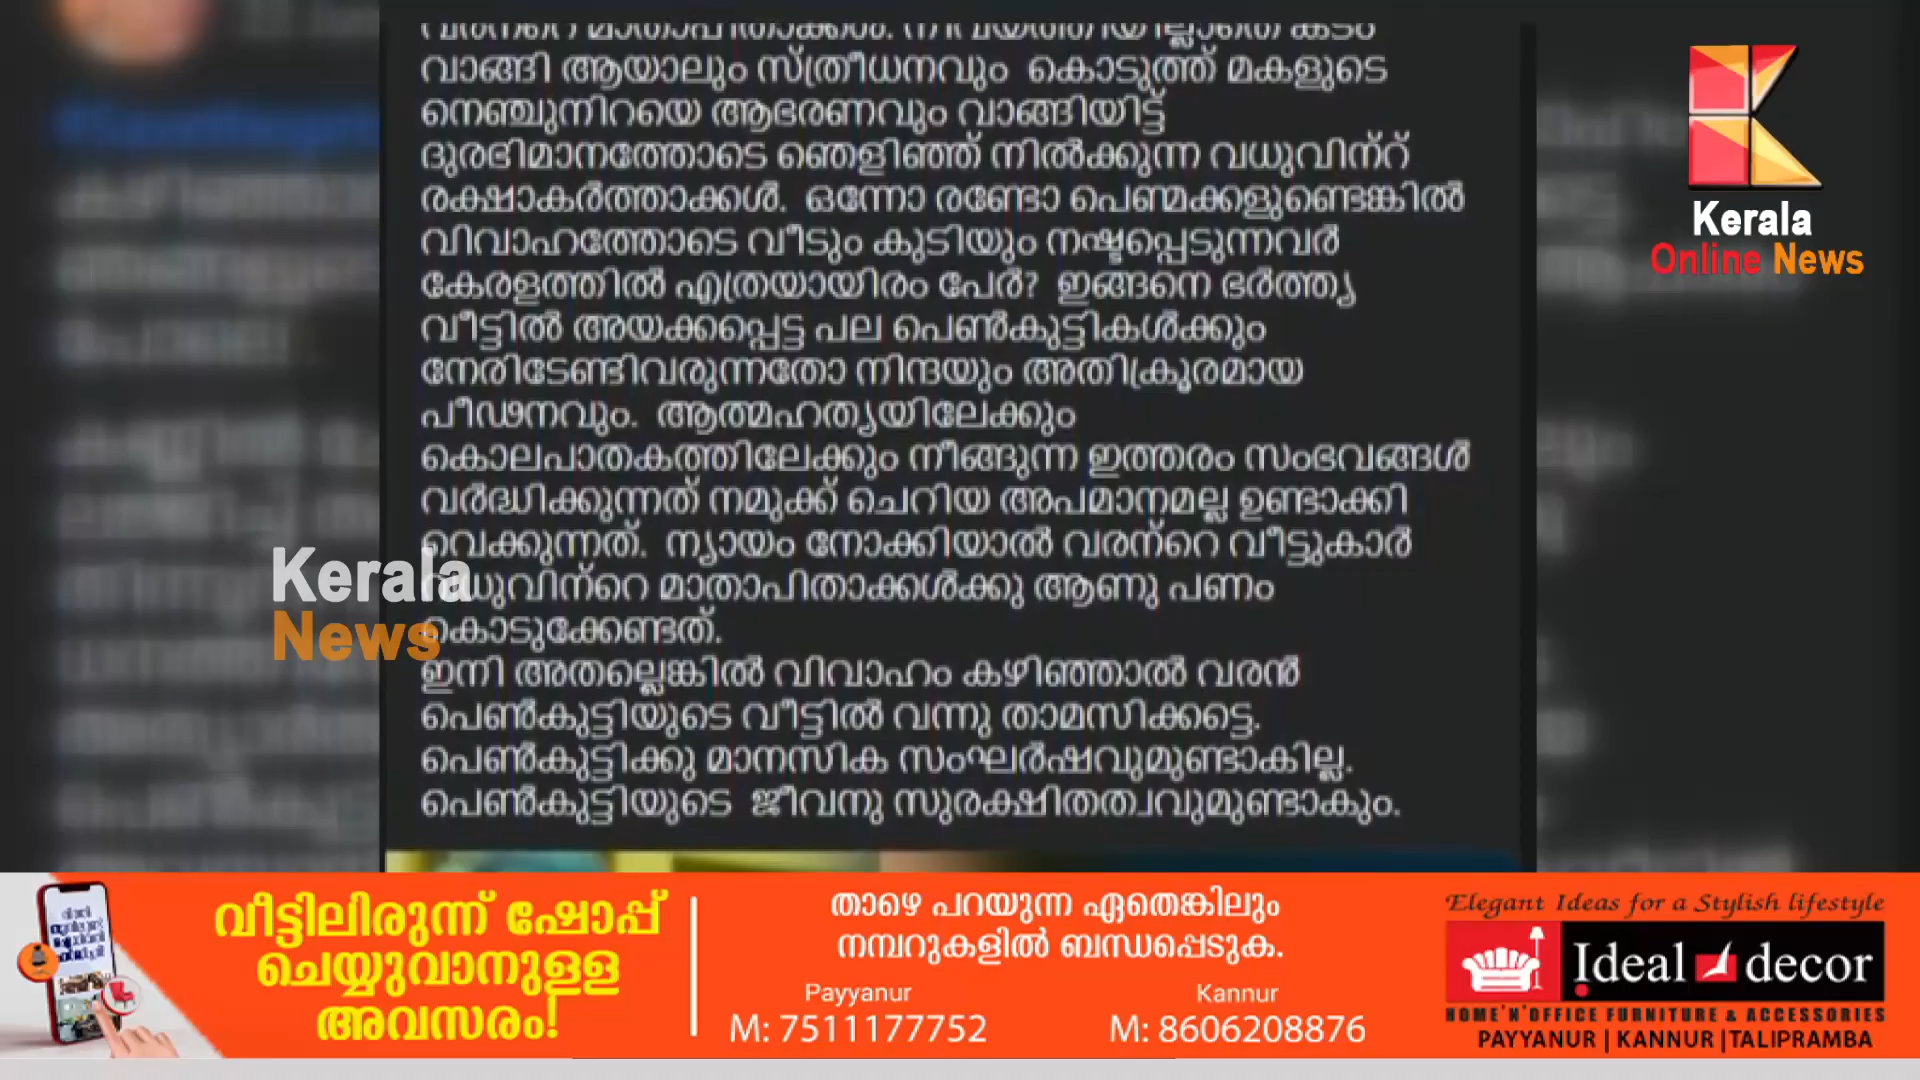 വരന്റെ മാതാപിതാക്കൾ. നിവൃത്തിയില്ലാതെ കടം
വാങ്ങി ആയാലും സ്ത്രീധനവും കൊടുത്ത് മകളുടെ
നെഞ്ചുനിറയെ ആഭരണവും വാങ്ങിയിട്ട്
ദുരഭിമാനത്തോടെ ഞെളിഞ്ഞ് നിൽക്കുന്ന വധുവിന്റ്
രക്ഷാകർത്താക്കൾ. ഒന്നോ രണ്ടോ പെണ്മക്കളുണ്ടെങ്കിൽ
വിവാഹത്തോടെ വീടും കുടിയും നഷ്ടപ്പെടുന്നവർ
കേരളത്തിൽ എത്രയായിരം പേർ? ഇങ്ങനെ ഭർത്തൃ
വീട്ടിൽ അയക്കപ്പെട്ട പല പെൺകുട്ടികൾക്കും
നേരിടേണ്ടിവരുന്നതോ നിന്ദയും അതിക്രൂരമായ
പീഢനവും. ആത്മഹത്യയിലേക്കും
കൊലപാതകത്തിലേക്കും നീങ്ങുന്ന ഇത്തരം സംഭവങ്ങൾ
വർദ്ധിക്കുന്നത് നമുക്ക് ചെറിയ അപമാനമല്ല ഉണ്ടാക്കി
വെക്കുന്നത്. ന്യായം നോക്കിയാൽ വരന്റെ വീട്ടുകാർ
വധുവിന്റെ മാതാപിതാക്കൾക്കു ആണു പണം
കൊടുക്കേണ്ടത്.
ഇനി അതല്ലെങ്കിൽ വിവാഹം കഴിഞ്ഞാൽ വരൻ
പെൺകുട്ടിയുടെ വീട്ടിൽ വന്നു താമസിക്കട്ടെ.
പെൺകുട്ടിക്കു മാനസിക സംഘർഷവുമുണ്ടാകില്ല.
പെൺകുട്ടിയുടെ ജീവനു സുരക്ഷിതത്വവുമുണ്ടാകും.
Kerala
Online News
Kerala
News
വീട്ടിലിരുന്ന് ഷോപ്പ്
ചെയ്യുവാനുള്ള
അവസരം!
താഴെ പറയുന്ന ഏതെങ്കിലും
നമ്പറുകളിൽ ബന്ധപ്പെടുക.
Payyanur
M: 7511177752
Kannur
M: 8606208876
Elegant Ideas for a Stylish lifestyle
Ideal decor
HOME'N'OFFICE FURNITURE & ACCESSORIES
PAYYANUR | KANNUR | TALIPRAMBA